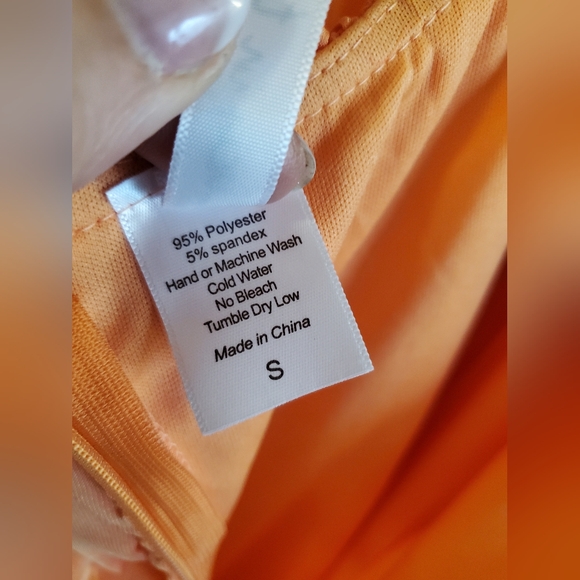 95% Polyester
5% spandex
Hand or Machine Wash
Cold Water
No Bleach
Tumble Dry Low
Made in China
S